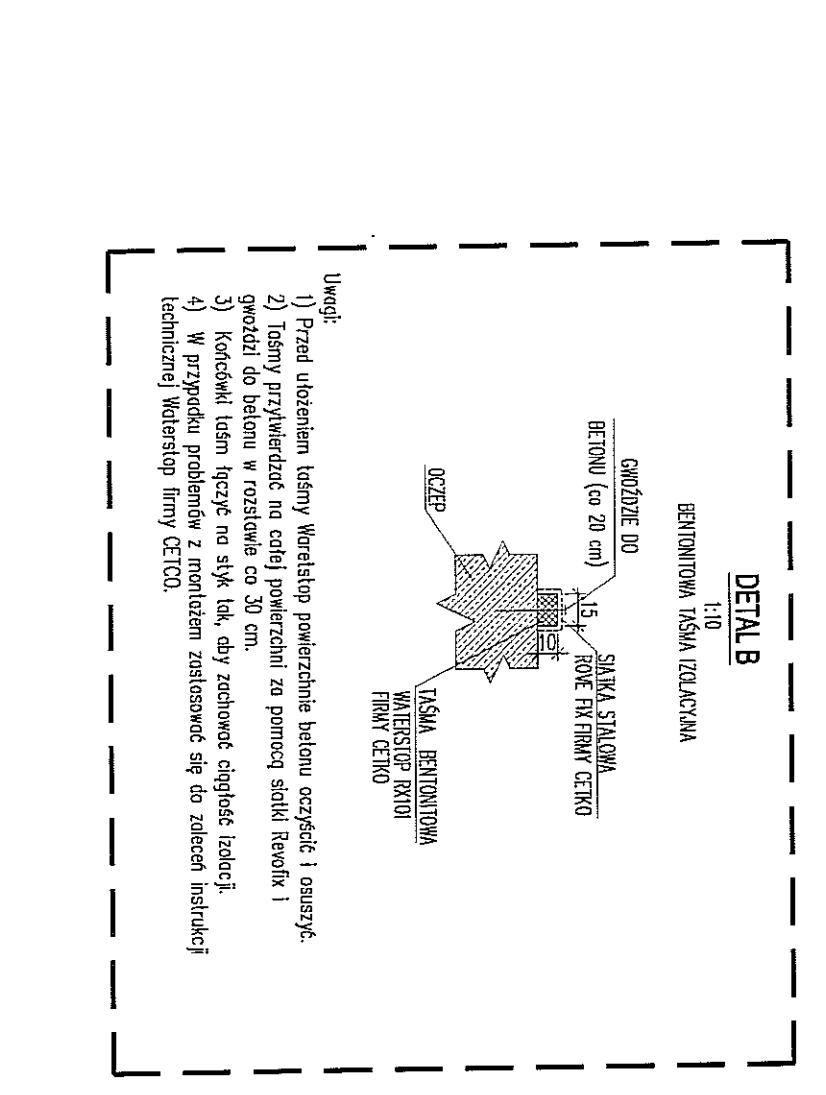 DETAL B
1:10
BENTONITOWA TAŚMA IZOLACYJNA
GWOŹDZIE DO
BETONU (co 20 cm)
15
10
SIATKA STALOWA
ROVE FIX FIRMY CETKO
OCZEP
TAŚMA BENTONITOWA
WATERSTOP RX101
FIRMY CETKO
Uwagi:
1) Przed ułożeniem taśmy Waretstop powierzchnie betonu oczyścić i osuszyć.
2) Taśmy przytwierdzać na całej powierzchni za pomocą siatki Revofix i
gwoździ do betonu w rozstawie co 30 cm.
3) Końcówki taśm łączyć na styk tak, aby zachować ciągłość izolacji.
4) W przypadku problemów z montażem zastosować się do zaleceń instrukcji
technicznej Waterstop firmy CETCO.